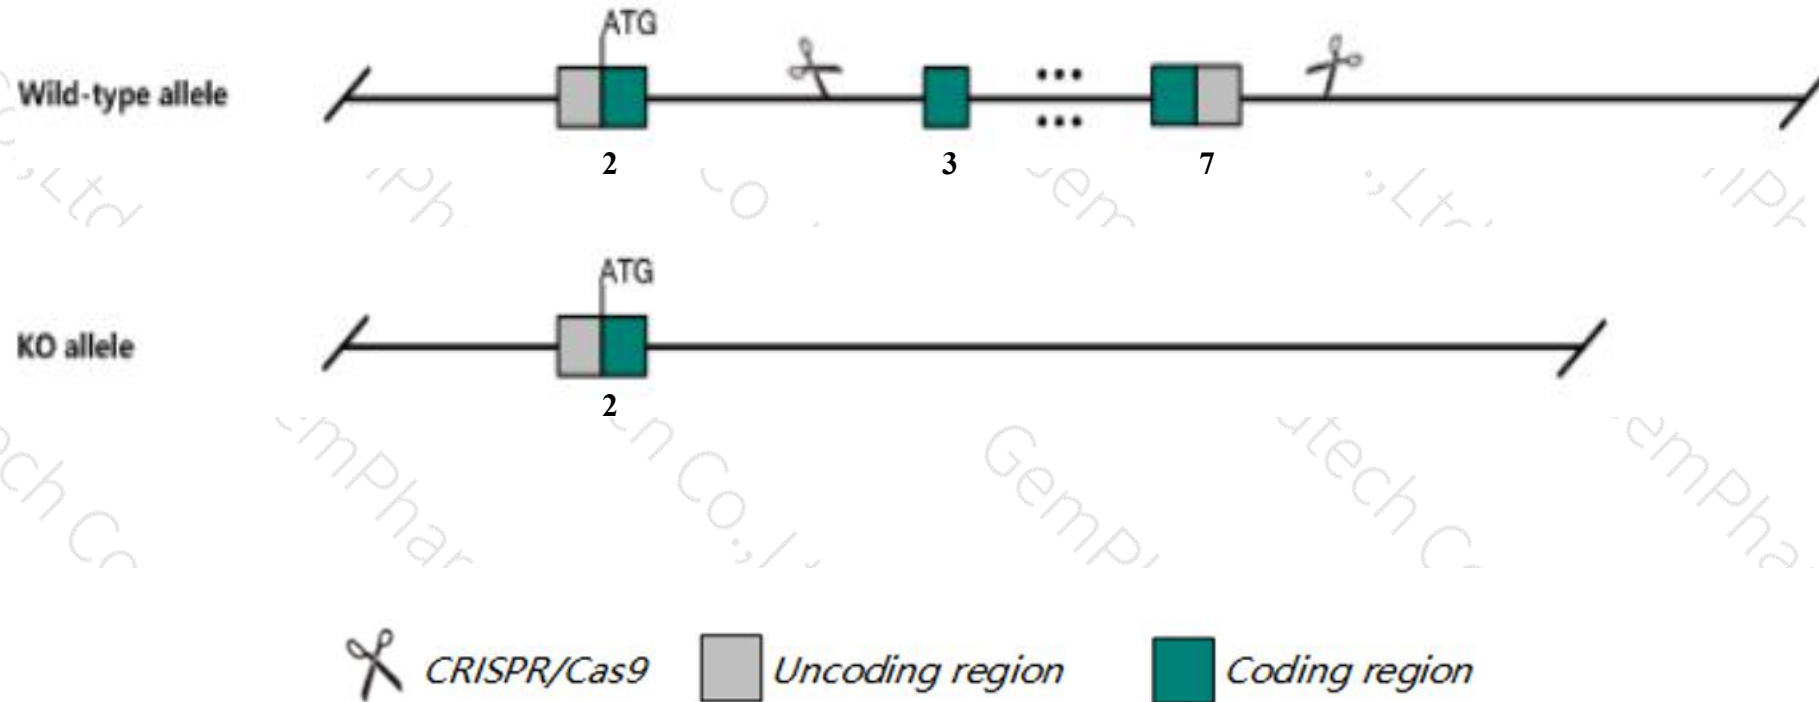 ATG
Wild-type allele
2 3 7
ATG
KO allele
2
CRISPR/Cas9 Uncoding region Coding region